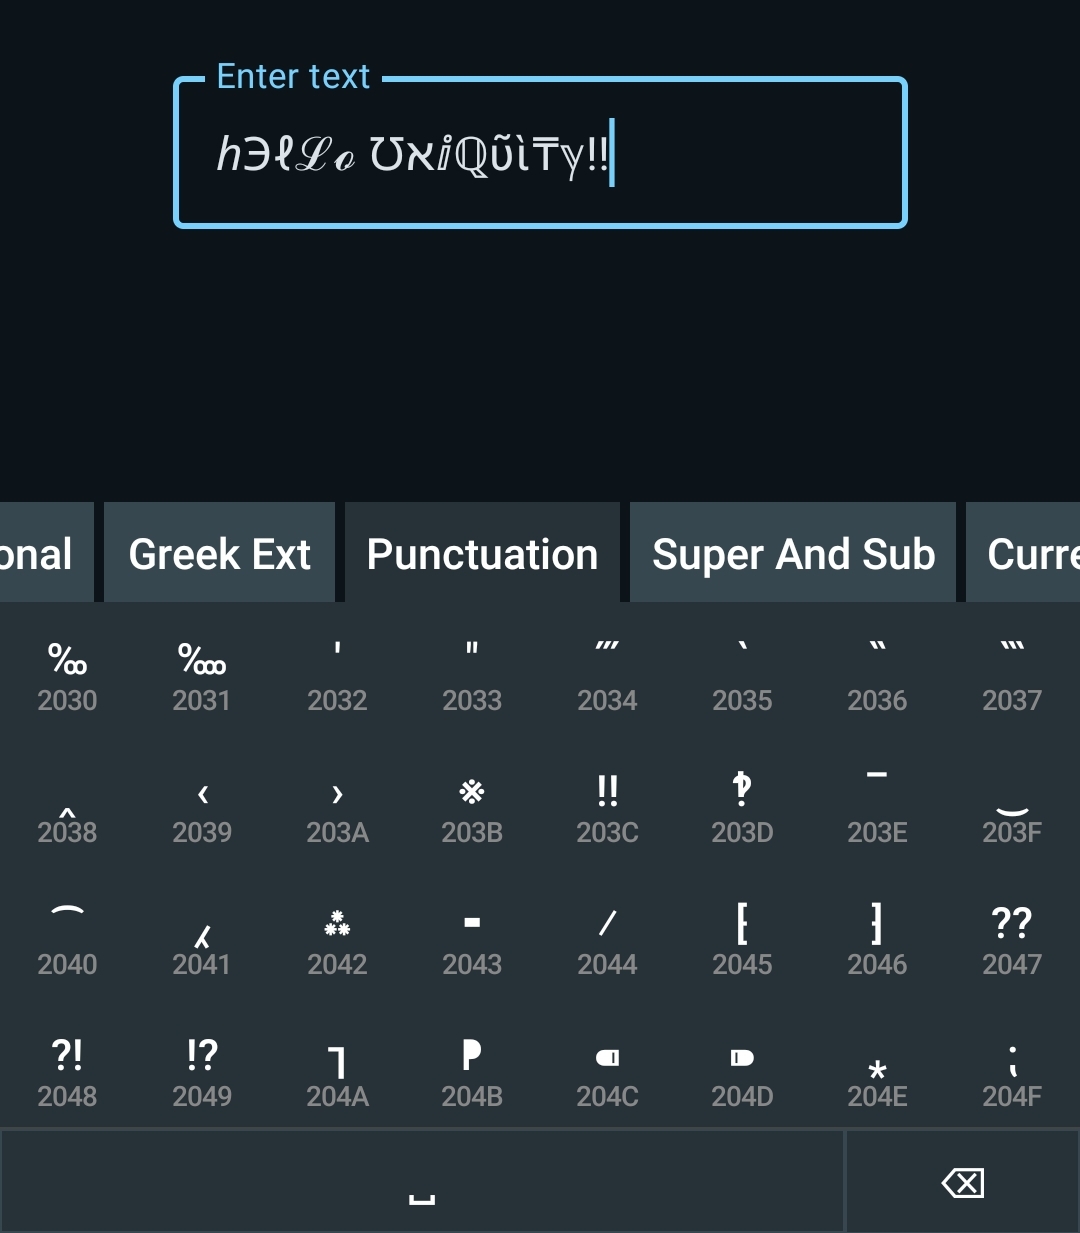 Enter text
ℎ℈ℓℒℴ ℧ℵⅈℚῦὶ₸ℽ‼
onal Greek Ext Punctuation Super And Sub Curre
‰ ‱ ′ ″ ‴ ‵ ‶ ‷
2030 2031 2032 2033 2034 2035 2036 2037
‸ ‹ › ※ ‼ ‽ ‾ ‿
2038 2039 203A 203B 203C 203D 203E 203F
⁀ ⁁ ⁂ ⁃ ⁄ ⁅ ⁆ ⁇
2040 2041 2042 2043 2044 2045 2046 2047
⁈ ⁉ ⁊ ⁋ ⁌ ⁍ ⁎ ⁏
2048 2049 204A 204B 204C 204D 204E 204F